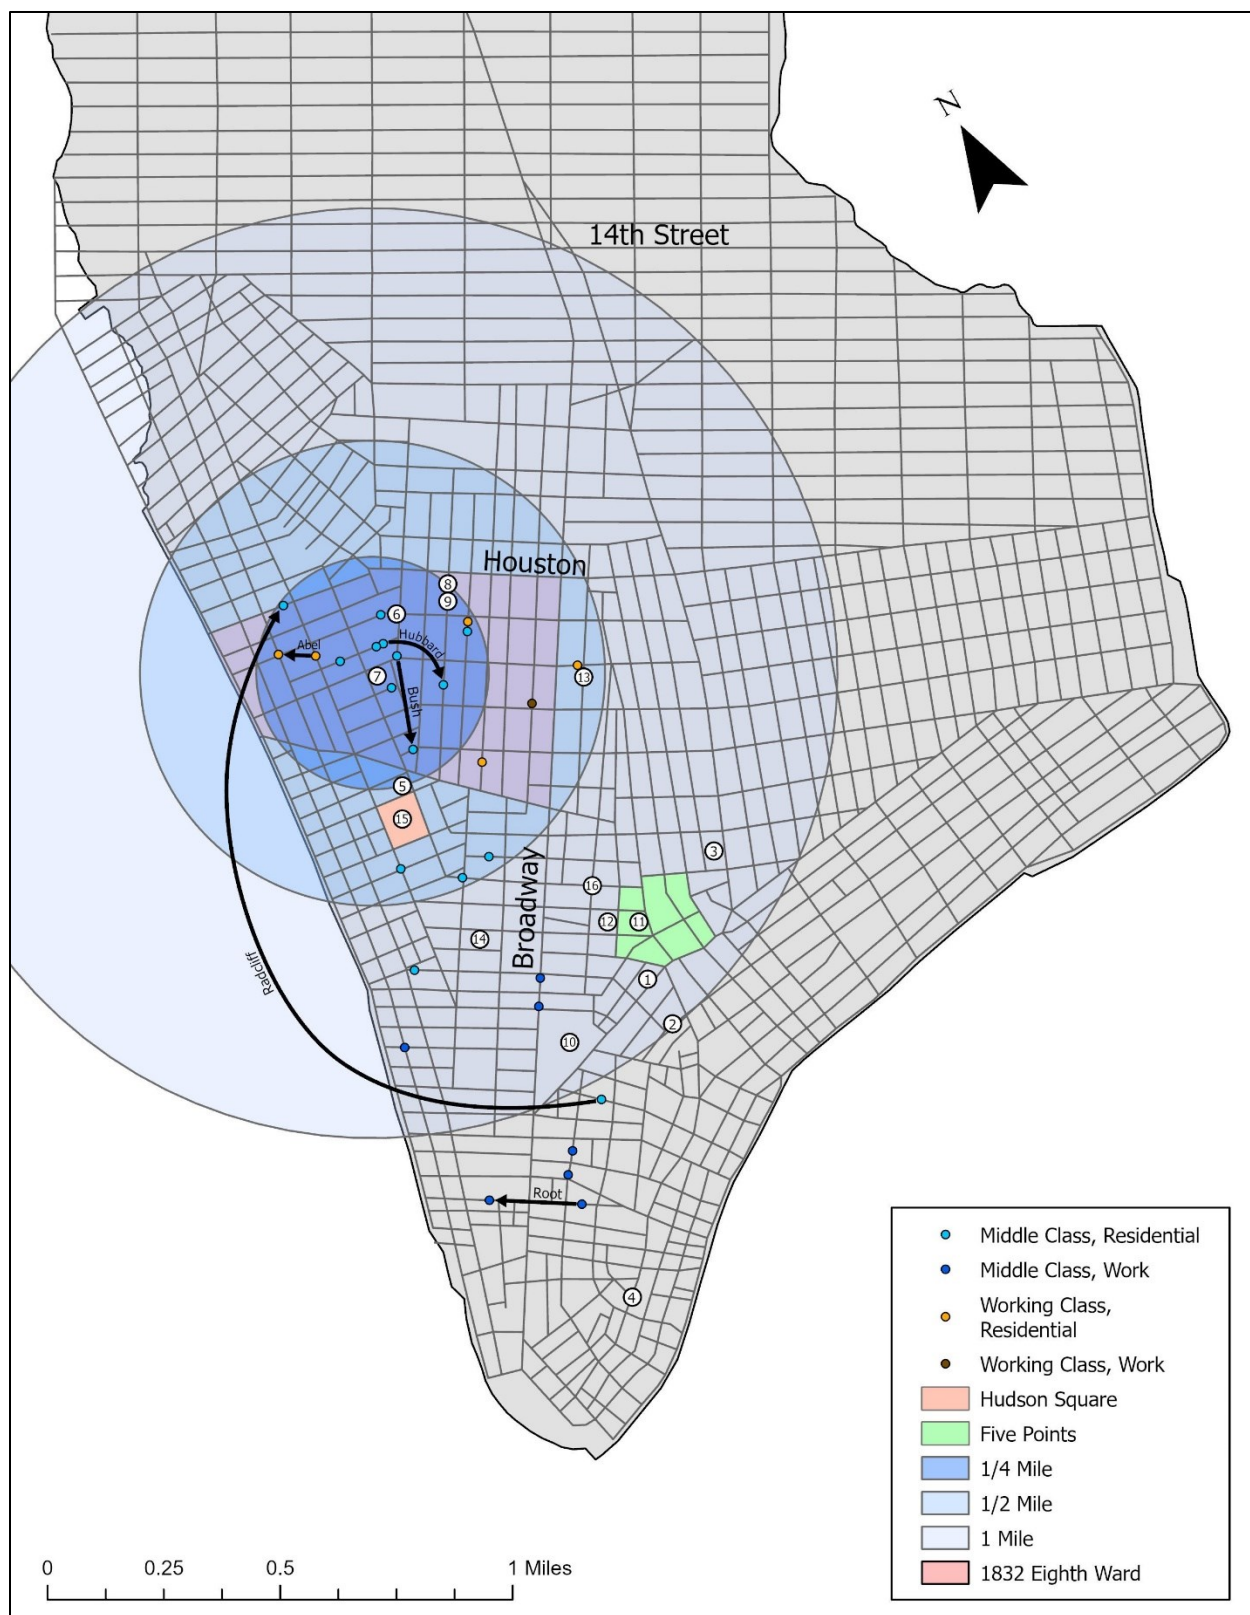 N
14th Street
Houston
8
9
6
Hubbard
Abel
13
7
Bush
5
15
3
Broadway
16
12
11
14
Radcliff
1
2
10
Root
4
Middle Class, Residential
Middle Class, Work
Working Class,
Residential
Working Class, Work
Hudson Square
Five Points
1/4 Mile
1/2 Mile
1 Mile
1832 Eighth Ward
0 0.25 0.5 1 Miles